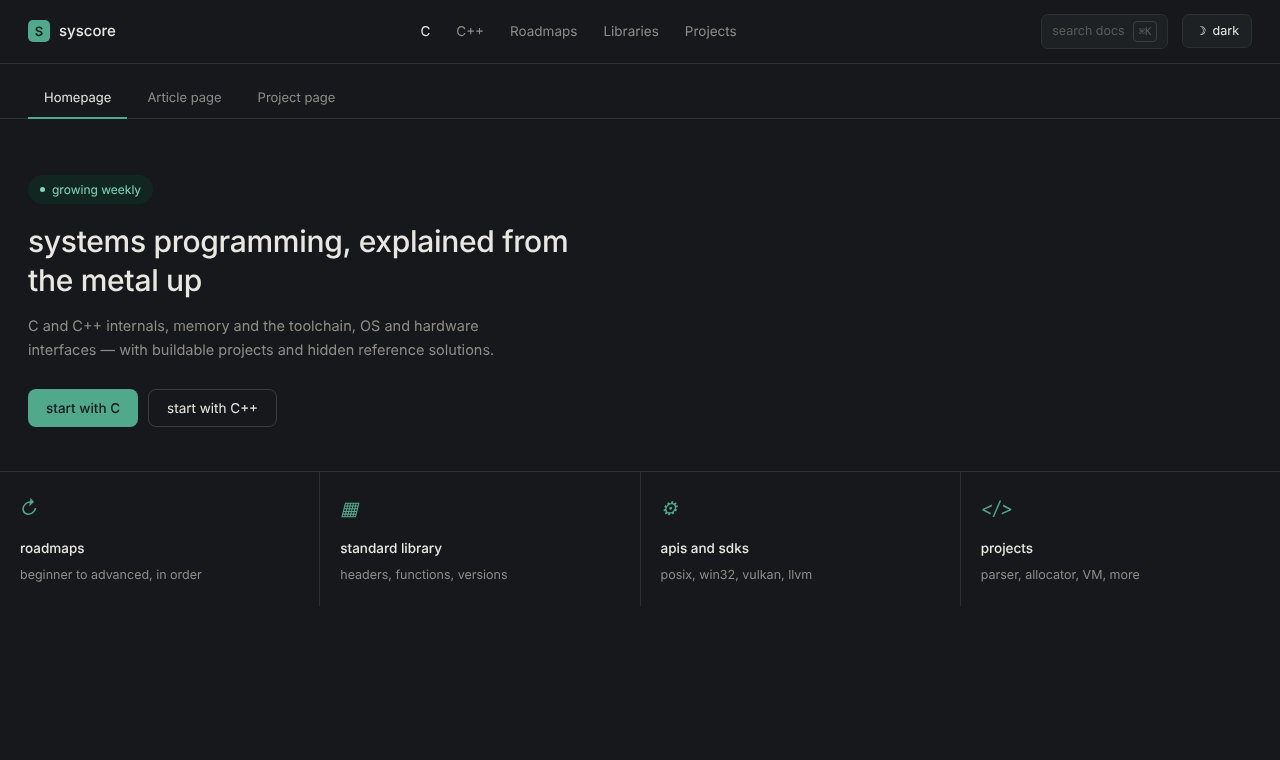 S syscore
C C++ Roadmaps Libraries Projects
search docs ⌘K
☽ dark
Homepage Article page Project page
growing weekly
systems programming, explained from
the metal up
C and C++ internals, memory and the toolchain, OS and hardware
interfaces — with buildable projects and hidden reference solutions.
start with C start with C++
roadmaps
beginner to advanced, in order
standard library
headers, functions, versions
apis and sdks
posix, win32, vulkan, llvm
</>
projects
parser, allocator, VM, more